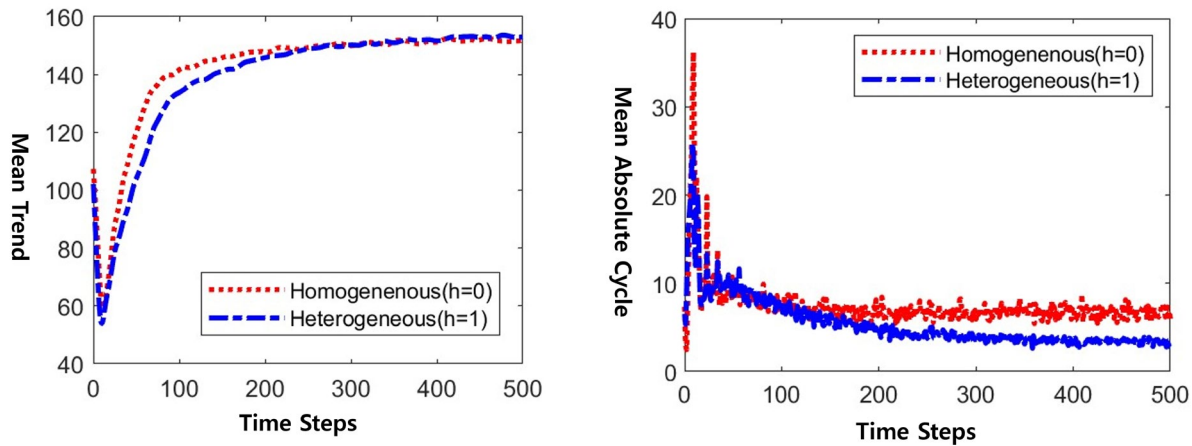 160
140
120
100
80
60
40
Mean Trend
Homogenenous(h=0)
Heterogeneous(h=1)
0 100 200 300 400 500
Time Steps
40
30
20
10
0
Mean Absolute Cycle
Homogenenous(h=0)
Heterogeneous(h=1)
0 100 200 300 400 500
Time Steps